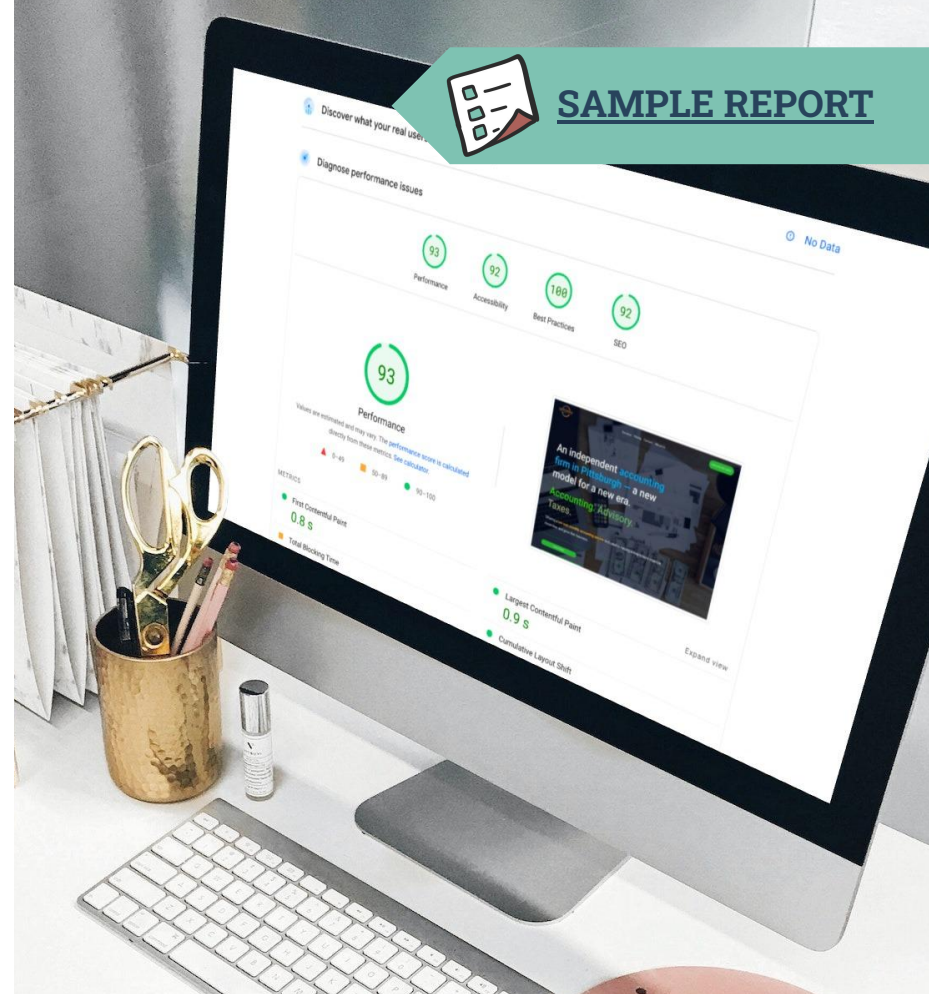 SAMPLE REPORT
Discover what your real users
Diagnose performance issues
No Data
93
Performance
92
Accessibility
100
Best Practices
92
SEO
93
Performance
Values are estimated and may vary. The performance score is calculated
directly from these metrics. See calculator.
0–49
50–89
90–100
METRICS
Expand view
First Contentful Paint
0.8 s
Largest Contentful Paint
0.9 s
Total Blocking Time
Cumulative Layout Shift
An independent accounting
firm in Pittsburgh — a new
model for a new era.
Accounting. Advisory
Taxes.